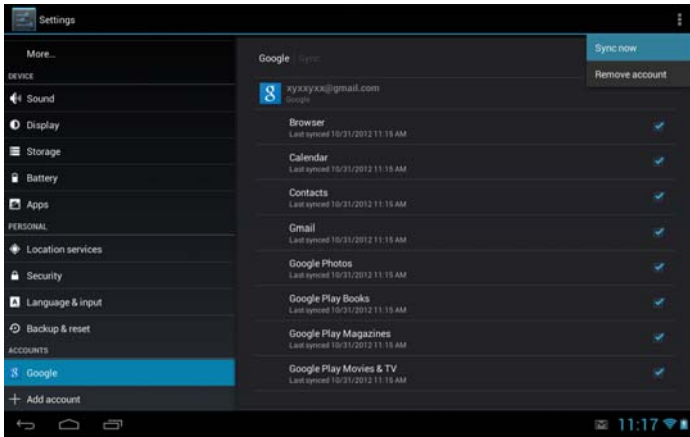 Settings
More...
DEVICE
Sound
Display
Storage
Battery
Apps
PERSONAL
Location services
Security
Language & input
Backup & reset
ACCOUNTS
Google
Add account
Google Sync
xyxxyxx@gmail.com
Google
Browser
Last synced 10/31/2012 11:15 AM
Calendar
Last synced 10/31/2012 11:15 AM
Contacts
Last synced 10/31/2012 11:15 AM
Gmail
Last synced 10/31/2012 11:15 AM
Google Photos
Last synced 10/31/2012 11:15 AM
Google Play Books
Last synced 10/31/2012 11:15 AM
Google Play Magazines
Last synced 10/31/2012 11:15 AM
Google Play Movies & TV
Last synced 10/31/2012 11:15 AM
Sync now
Remove account
11:17